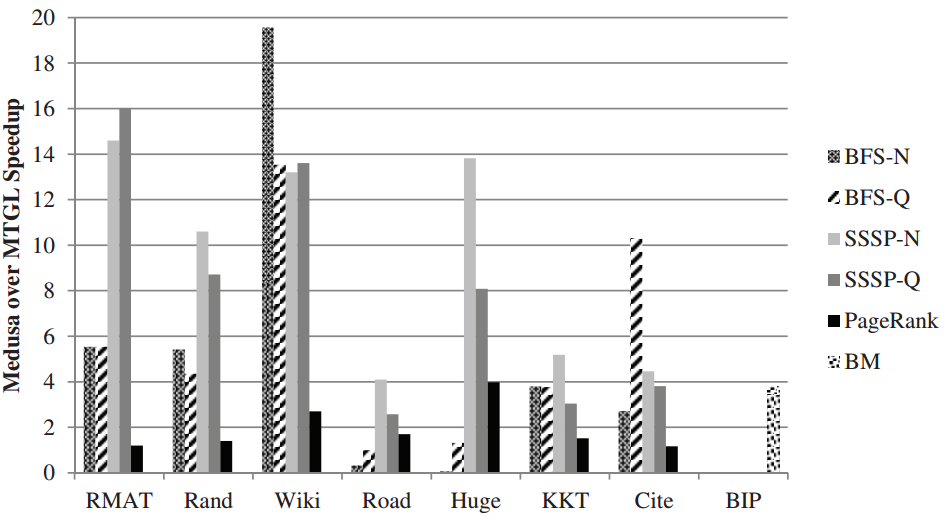 Medusa over MTGL Speedup
20
18
16
14
12
10
8
6
4
2
0
RMAT Rand Wiki Road Huge KKT Cite BIP
BFS-N
BFS-Q
SSSP-N
SSSP-Q
PageRank
BM